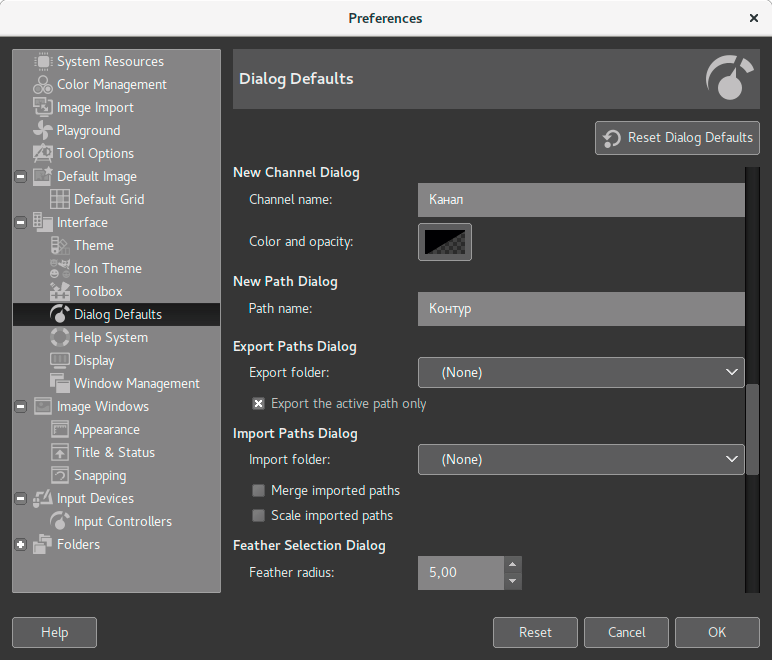 Preferences
System Resources
Color Management
Image Import
Playground
Tool Options
Default Image
Default Grid
Interface
Theme
Icon Theme
Toolbox
Dialog Defaults
Help System
Display
Window Management
Image Windows
Appearance
Title & Status
Snapping
Input Devices
Input Controllers
Folders
Dialog Defaults
Reset Dialog Defaults
New Channel Dialog
Channel name: Канал
Color and opacity:
New Path Dialog
Path name: Контур
Export Paths Dialog
Export folder: (None)
Export the active path only
Import Paths Dialog
Import folder: (None)
Merge imported paths
Scale imported paths
Feather Selection Dialog
Feather radius: 5,00
Help Reset Cancel OK